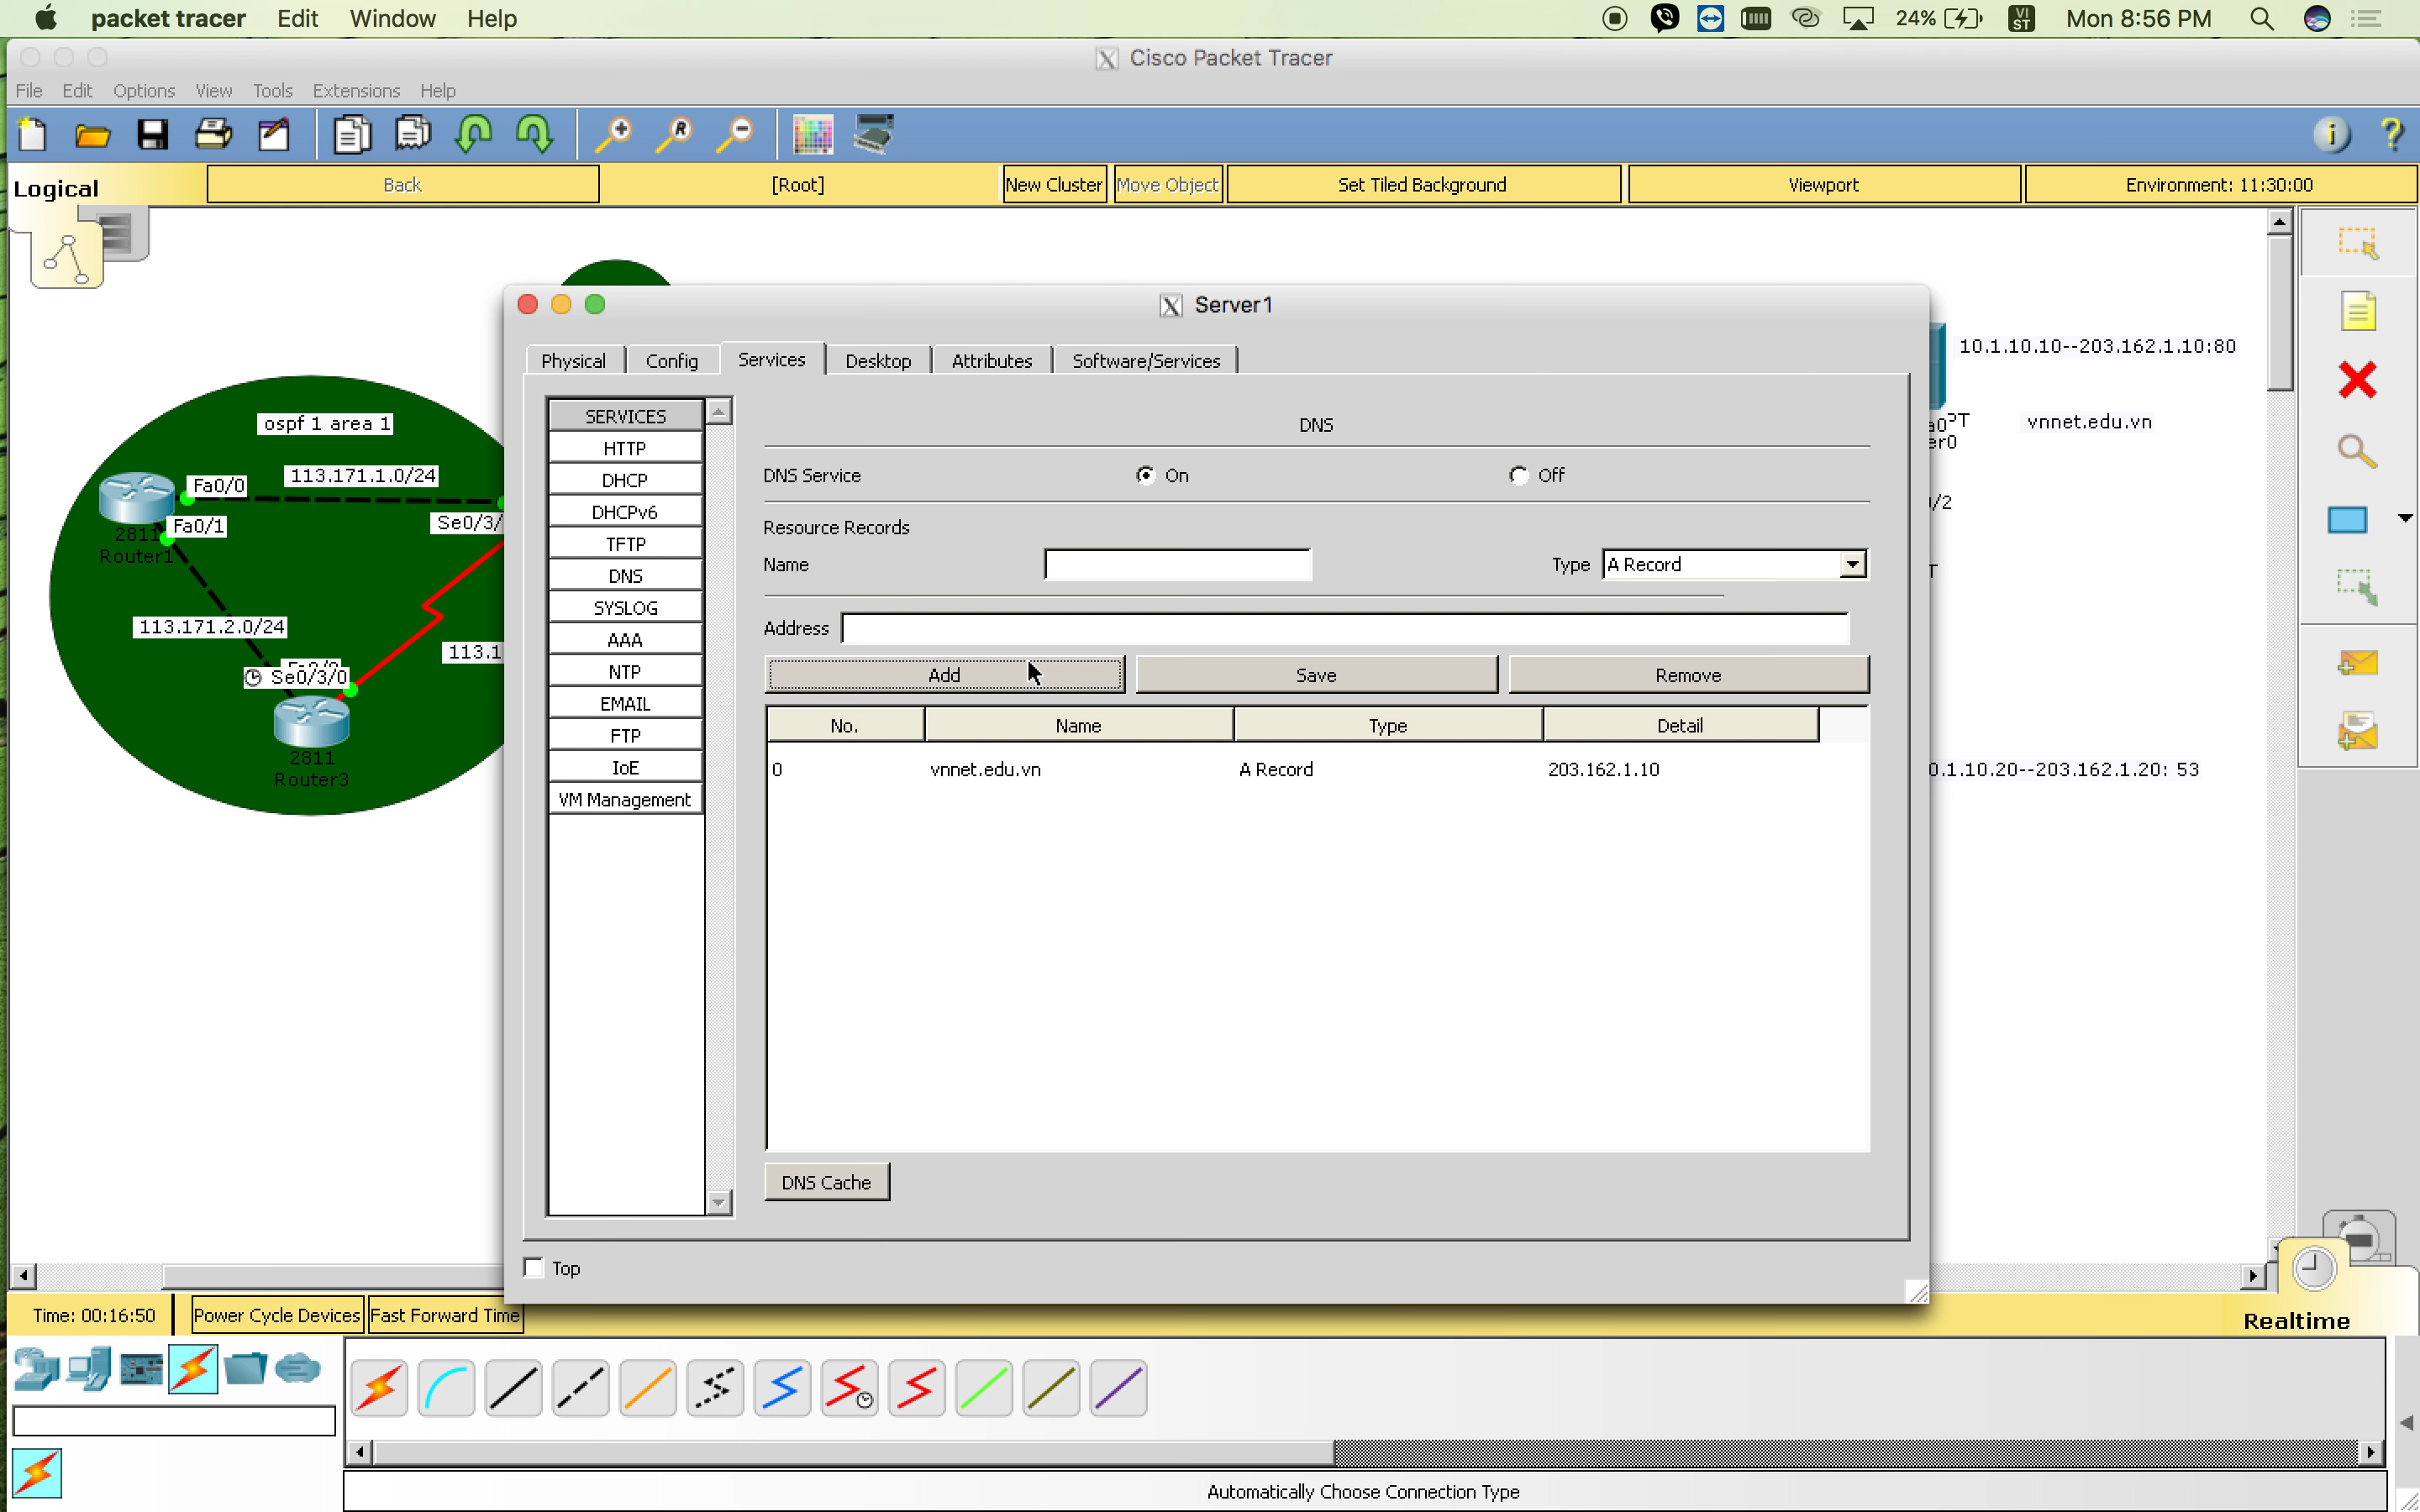 packet tracer Edit Window Help 24% VI ST Mon 8:56 PM
Cisco Packet Tracer
File Edit Options View Tools Extensions Help
Logical Back [Root] New Cluster Move Object Set Tiled Background Viewport Environment: 11:30:00
Server1
Physical Config Services Desktop Attributes Software/Services
SERVICES
HTTP
DHCP
DHCPv6
TFTP
DNS
SYSLOG
AAA
NTP
EMAIL
FTP
IoE
VM Management
DNS
DNS Service On Off
Resource Records
Name Type A Record
Address
Add Save Remove
No. Name Type Detail
0 vnnet.edu.vn A Record 203.162.1.10
DNS Cache
Top
ospf 1 area 1
113.171.1.0/24
Fa0/0
Fa0/1
2811
Router1
Se0/3/
113.171.2.0/24
113.1
Se0/3/0
2811
Router3
10.1.10.10--203.162.1.10:80
vnnet.edu.vn
0.1.10.20--203.162.1.20: 53
Time: 00:16:50 Power Cycle Devices Fast Forward Time Realtime
Automatically Choose Connection Type